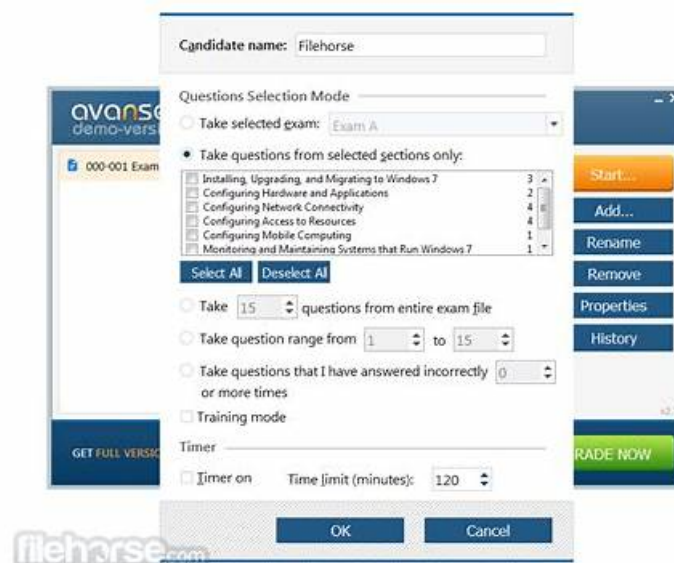 Candidate name: Filehorse
Questions Selection Mode
Take selected exam: Exam A
Take questions from selected sections only:
Installing, Upgrading, and Migrating to Windows 7 3
Configuring Hardware and Applications 2
Configuring Network Connectivity 4
Configuring Access to Resources 4
Configuring Mobile Computing 1
Monitoring and Maintaining Systems that Run Windows 7 1
Select All Deselect All
Take 15 questions from entire exam file
Take question range from 1 to 15
Take questions that I have answered incorrectly 0
or more times
Training mode
Timer
Timer on Time limit (minutes): 120
OK Cancel
avanse
demo-versi
000-001 Exam
Start...
Add...
Rename
Remove
Properties
History
GET FULL VERSIO
RADE NOW
filehorse.com